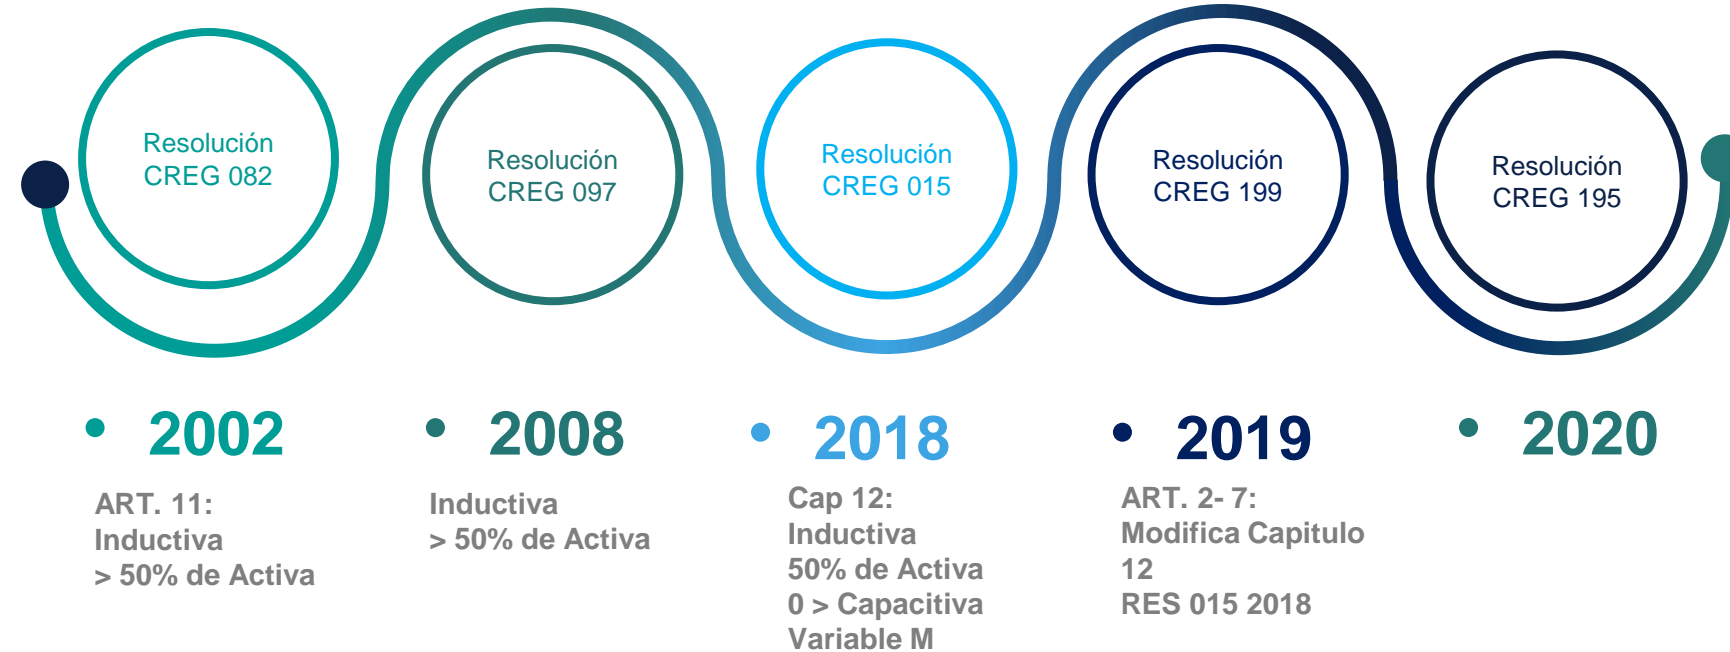 Resolución
CREG 082
Resolución
CREG 097
Resolución
CREG 015
Resolución
CREG 199
Resolución
CREG 195
• 2002
ART. 11:
Inductiva
> 50% de Activa
• 2008
Inductiva
> 50% de Activa
• 2018
Cap 12:
Inductiva
50% de Activa
0 > Capacitiva
Variable M
• 2019
ART. 2- 7:
Modifica Capitulo
12
RES 015 2018
• 2020